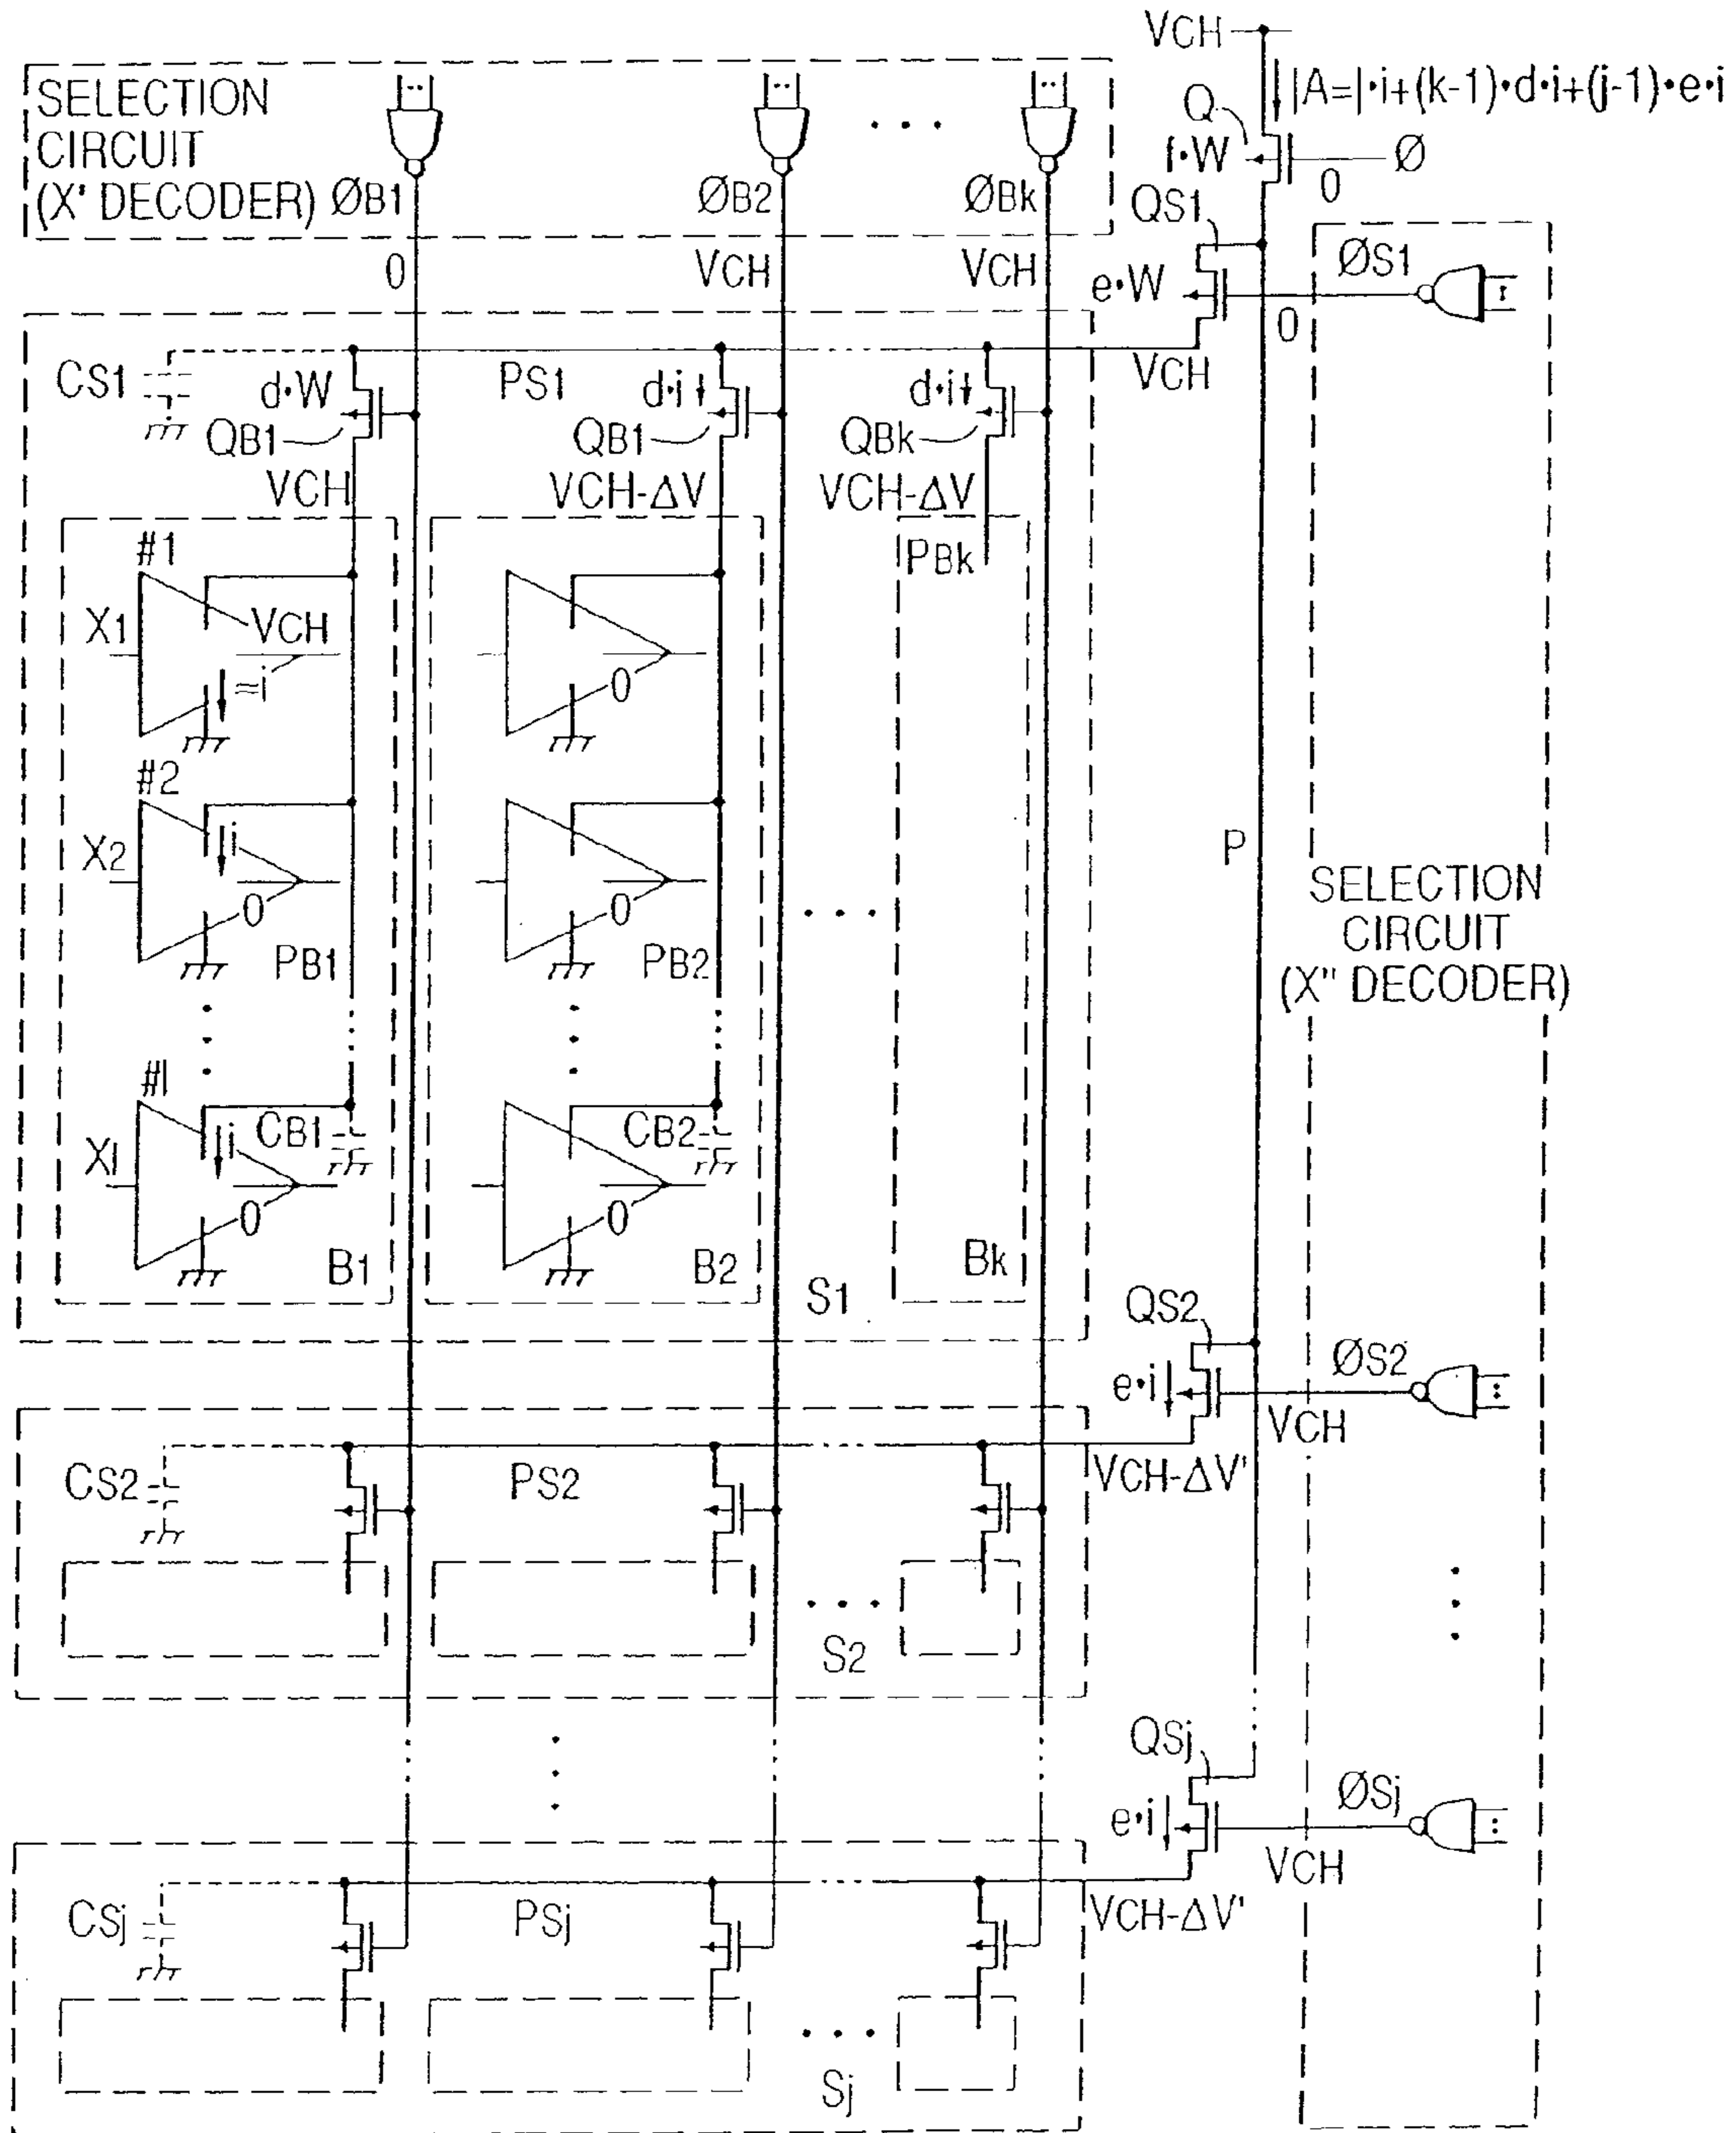 VCH
SELECTION
CIRCUIT
(X' DECODER)
ØB1
ØB2
ØBk
...
IA=l·i+(k-1)·d·i+(j-1)·e·i
Q
f·W
Ø
0
QS1
ØS1
0
VCH
VCH
e·W
0
VCH
CS1
d·W
PS1
d·i
d·i
QB1
QB1
QBk
VCH
VCH-ΔV
VCH-ΔV
#1
PBk
X1
VCH
≈i
0
#2
X2
i
0
0
PB1
PB2
...
P
SELECTION
CIRCUIT
(X" DECODER)
#l
Xl
i
CB1
CB2
0
0
B1
B2
Bk
S1
QS2
ØS2
e·i
VCH
VCH-ΔV'
CS2
PS2
...
S2
QSj
ØSj
e·i
VCH
VCH-ΔV'
CSj
PSj
...
Sj